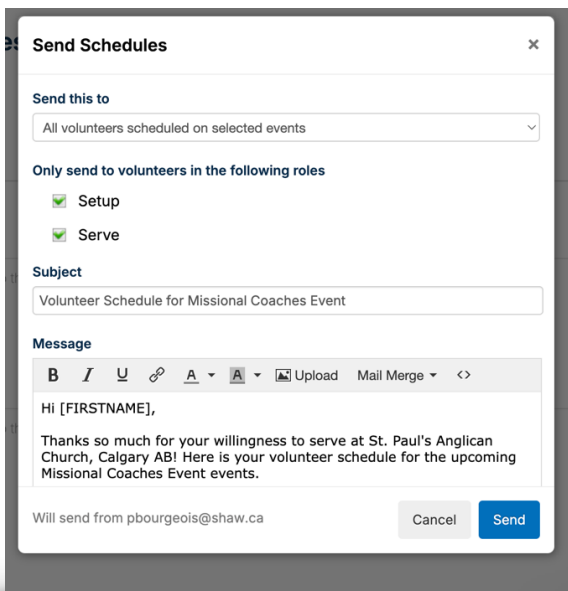 Send Schedules ×
Send this to
All volunteers scheduled on selected events
Only send to volunteers in the following roles
Setup
Serve
Subject
Volunteer Schedule for Missional Coaches Event
Message
B I U A A Upload Mail Merge <>
Hi [FIRSTNAME],
Thanks so much for your willingness to serve at St. Paul's Anglican
Church, Calgary AB! Here is your volunteer schedule for the upcoming
Missional Coaches Event events.
Will send from pbourgeois@shaw.ca Cancel Send